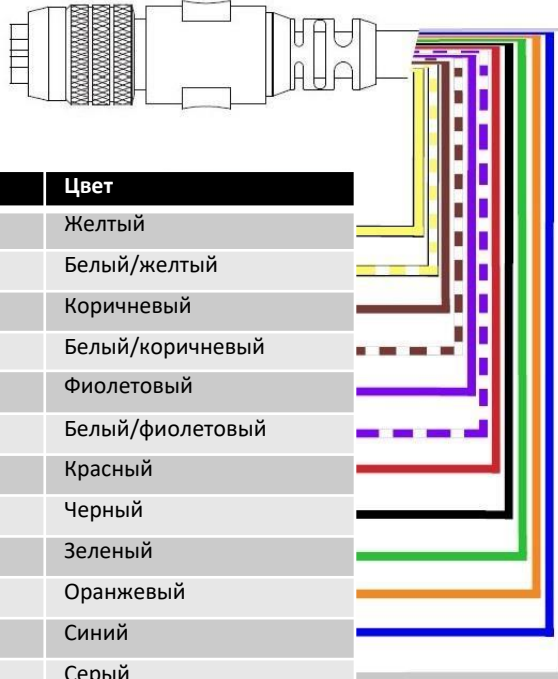 Цвет
Желтый
Белый/желтый
Коричневый
Белый/коричневый
Фиолетовый
Белый/фиолетовый
Красный
Черный
Зеленый
Оранжевый
Синий
Серый